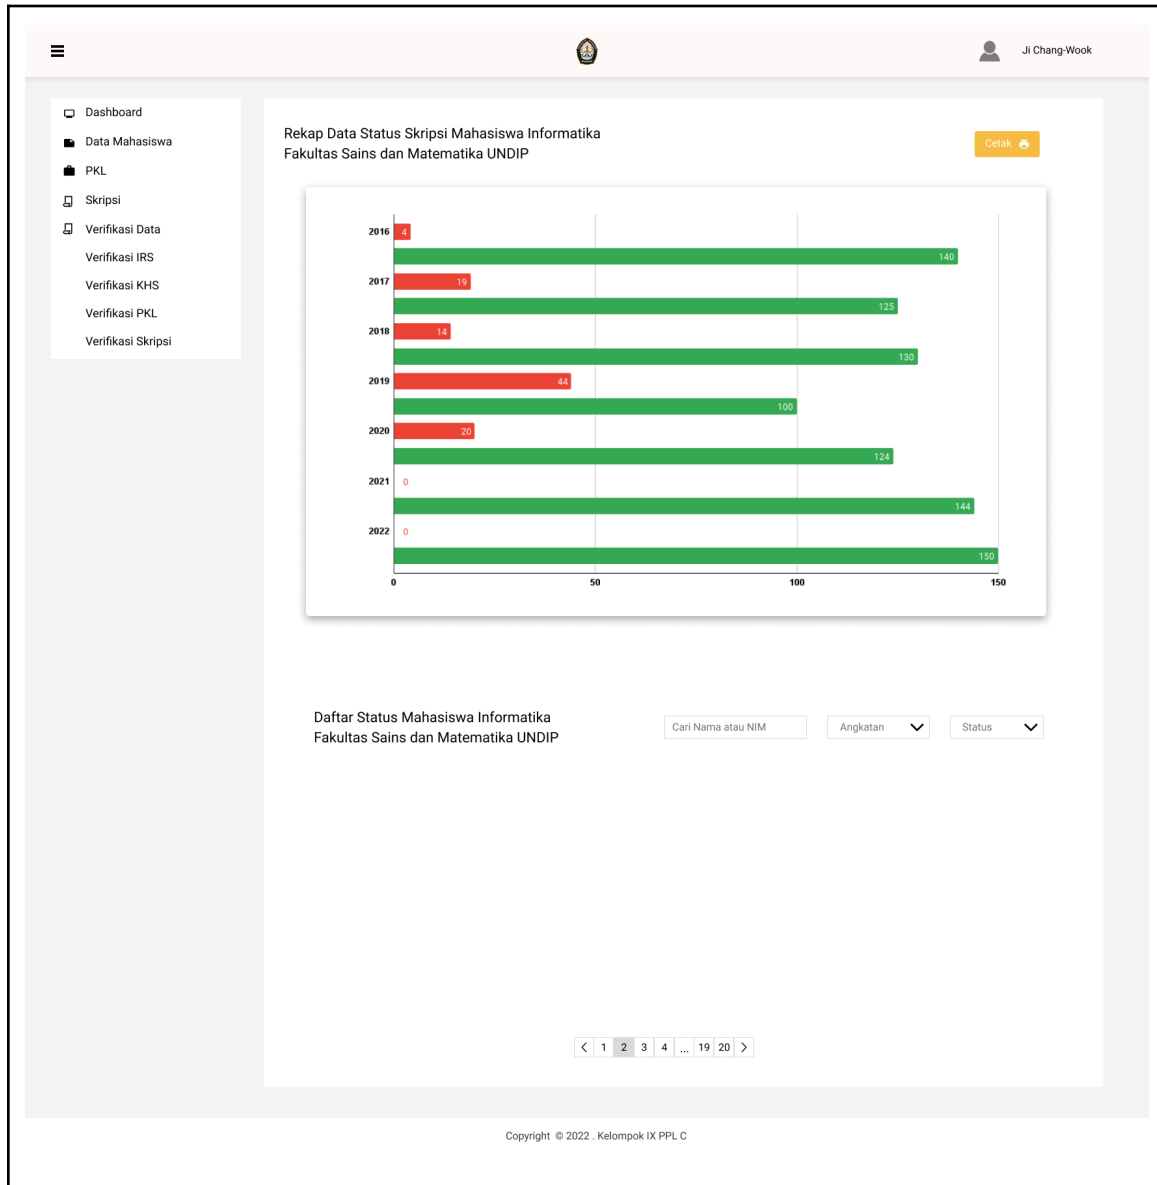 Ji Chang-Wook
Dashboard
Data Mahasiswa
PKL
Skripsi
Verifikasi Data
Verifikasi IRS
Verifikasi KHS
Verifikasi PKL
Verifikasi Skripsi
Rekap Data Status Skripsi Mahasiswa Informatika
Fakultas Sains dan Matematika UNDIP
Cetak
2016 4
140
2017 19
125
2018 14
130
2019 44
100
2020 20
124
2021 0
144
2022 0
150
0 50 100 150
Daftar Status Mahasiswa Informatika
Fakultas Sains dan Matematika UNDIP
Cari Nama atau NIM
Angkatan
Status
1 2 3 4 ... 19 20
Copyright © 2022 . Kelompok IX PPL C